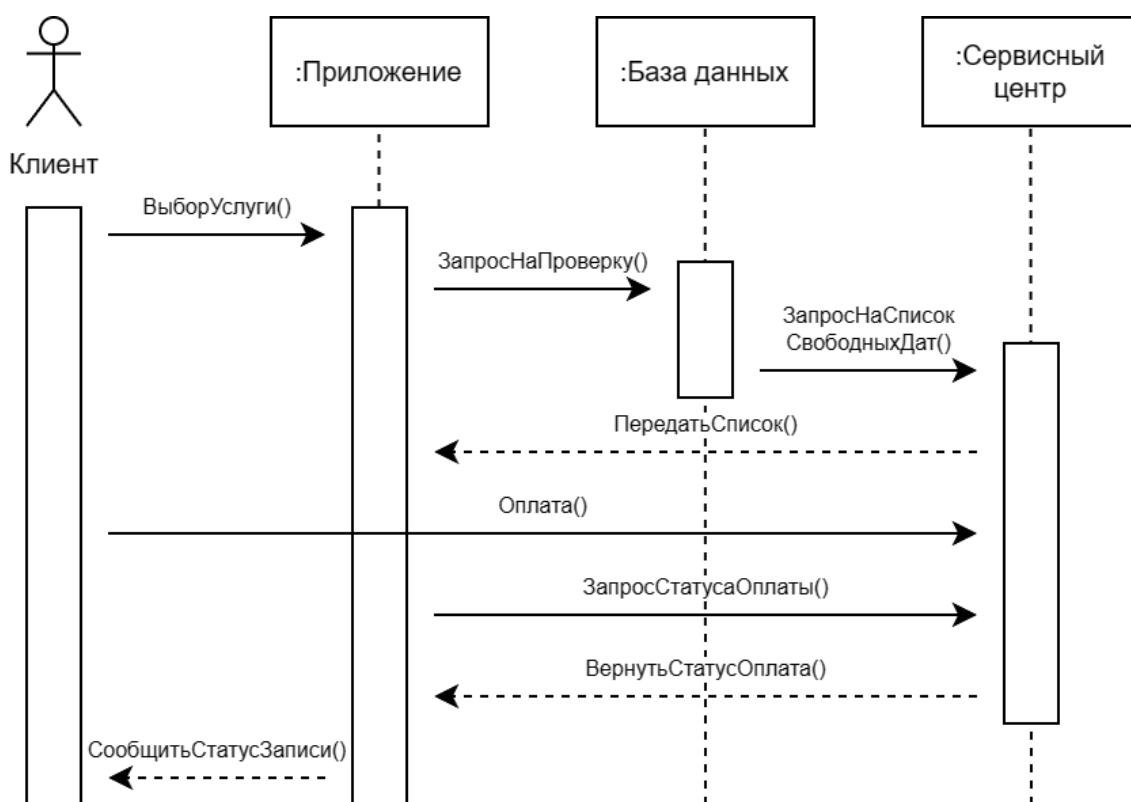 :Приложение
:База данных
:Сервисный
центр
Клиент
ВыборУслуги()
ЗапросНаПроверку()
ЗапросНаСписок
СвободныхДат()
ПередатьСписок()
Оплата()
ЗапросСтатусаОплаты()
ВернутьСтатусОплата()
СообщитьСтатусЗаписи()